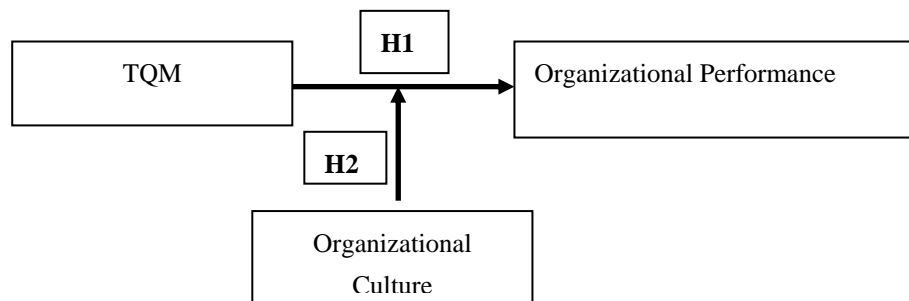 H1
TQM
Organizational Performance
H2
Organizational
Culture